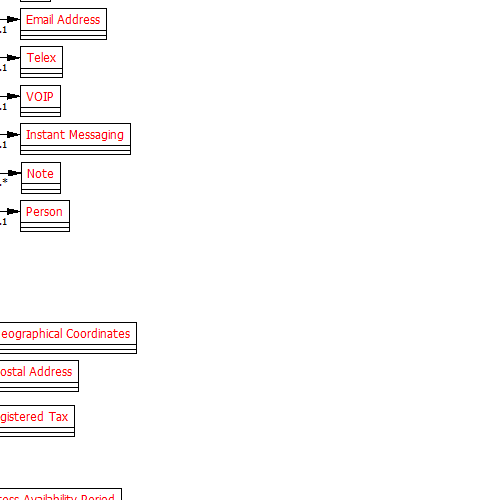 Email Address
.1
Telex
.1
VOIP
.1
Instant Messaging
.1
Note
.*
Person
.1
eographical Coordinates
ostal Address
gistered Tax
ess Availability Period